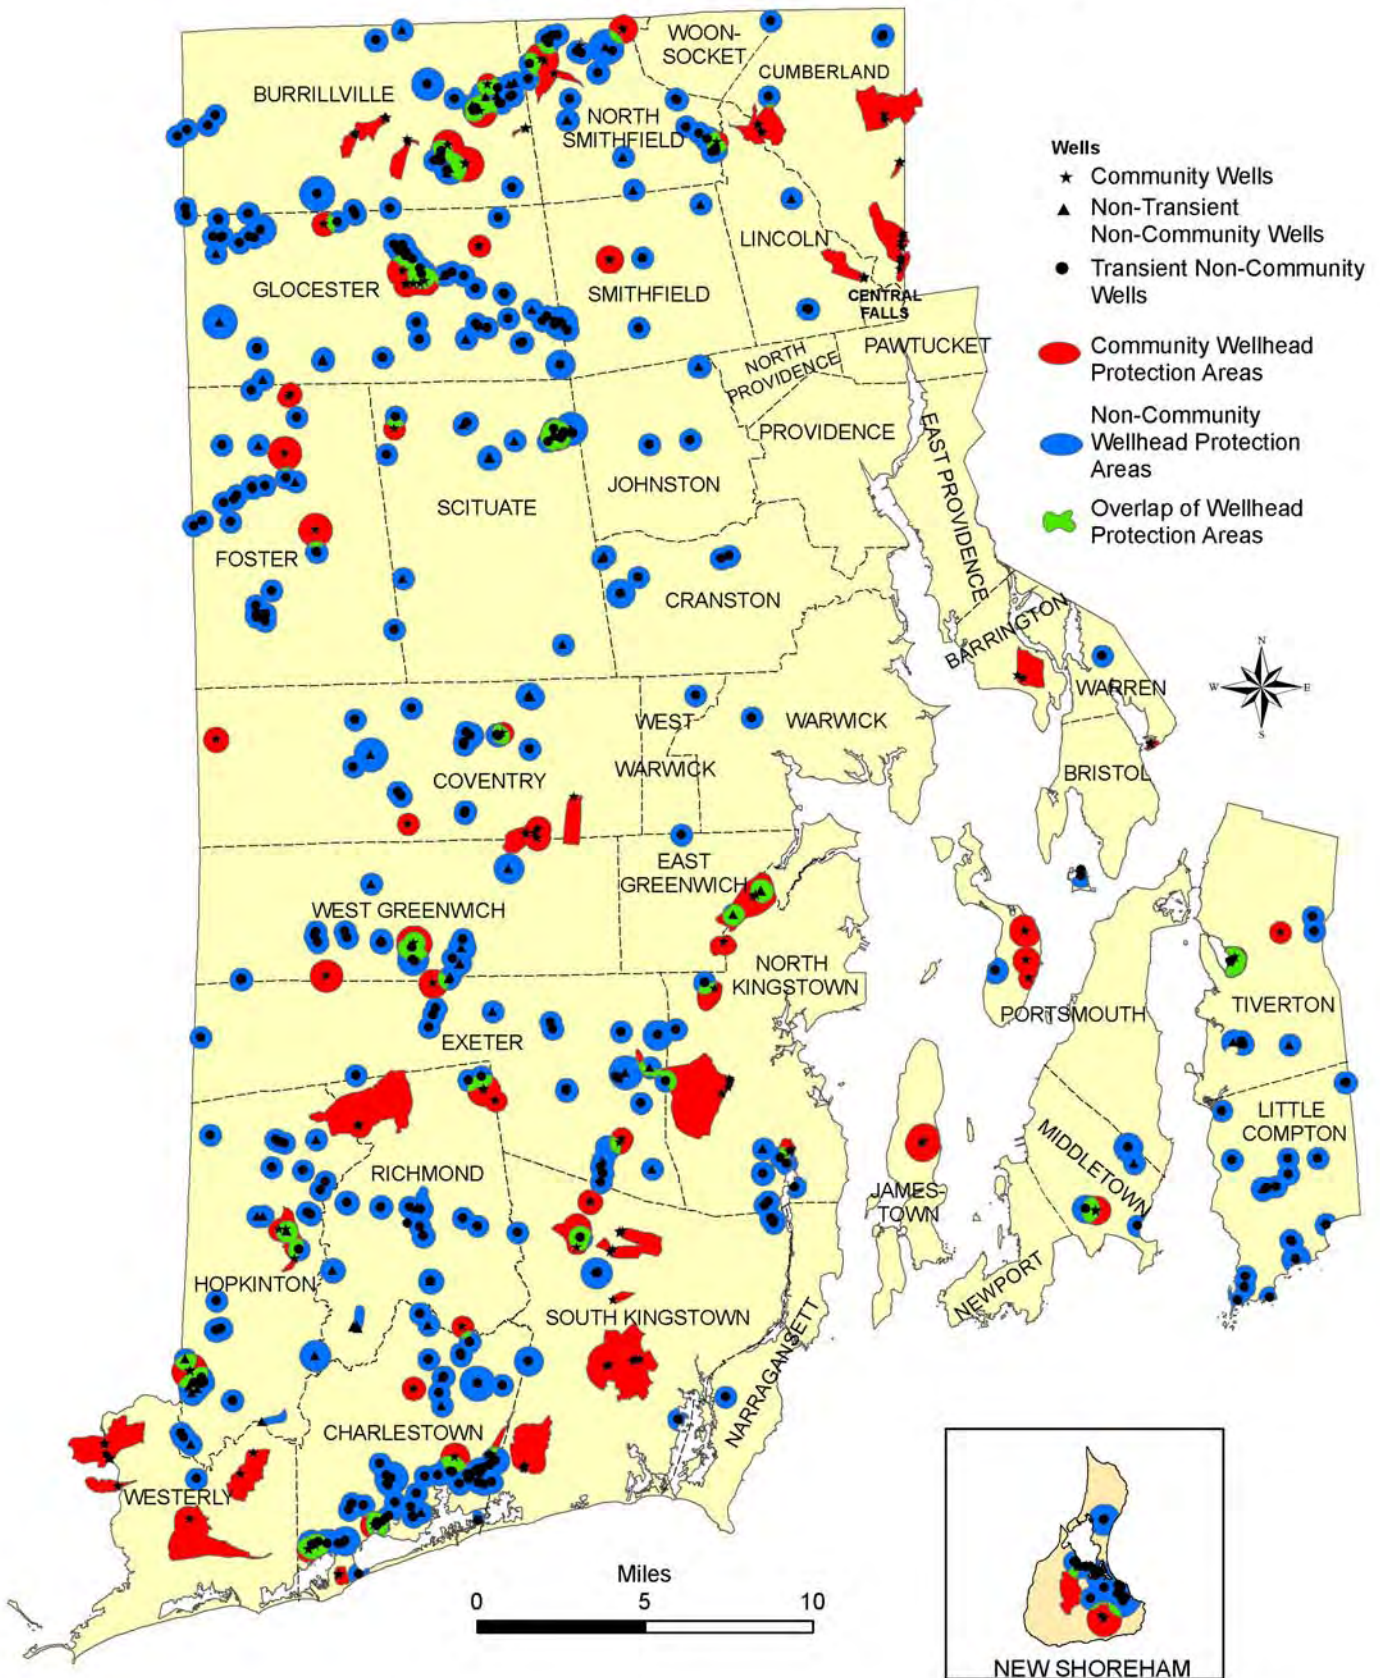 WOON-
SOCKET
CUMBERLAND
BURRILLVILLE
NORTH
SMITHFIELD
LINCOLN
GLOCESTER
SMITHFIELD
CENTRAL
FALLS
PAWTUCKET
NORTH
PROVIDENCE
PROVIDENCE
EAST PROVIDENCE
JOHNSTON
SCITUATE
FOSTER
CRANSTON
BARRINGTON
WARREN
WEST
WARWICK
WARWICK
COVENTRY
BRISTOL
EAST
GREENWICH
WEST GREENWICH
NORTH
KINGSTOWN
PORTSMOUTH
TIVERTON
EXETER
LITTLE
COMPTON
MIDDLETOWN
RICHMOND
JAMES-
TOWN
HOPKINTON
NEWPORT
SOUTH KINGSTOWN
NARRAGANSETT
CHARLESTOWN
WESTERLY
Wells
Community Wells
Non-Transient
Non-Community Wells
Transient Non-Community
Wells
Community Wellhead
Protection Areas
Non-Community
Wellhead Protection
Areas
Overlap of Wellhead
Protection Areas
N
W E
S
Miles
0 5 10
NEW SHOREHAM